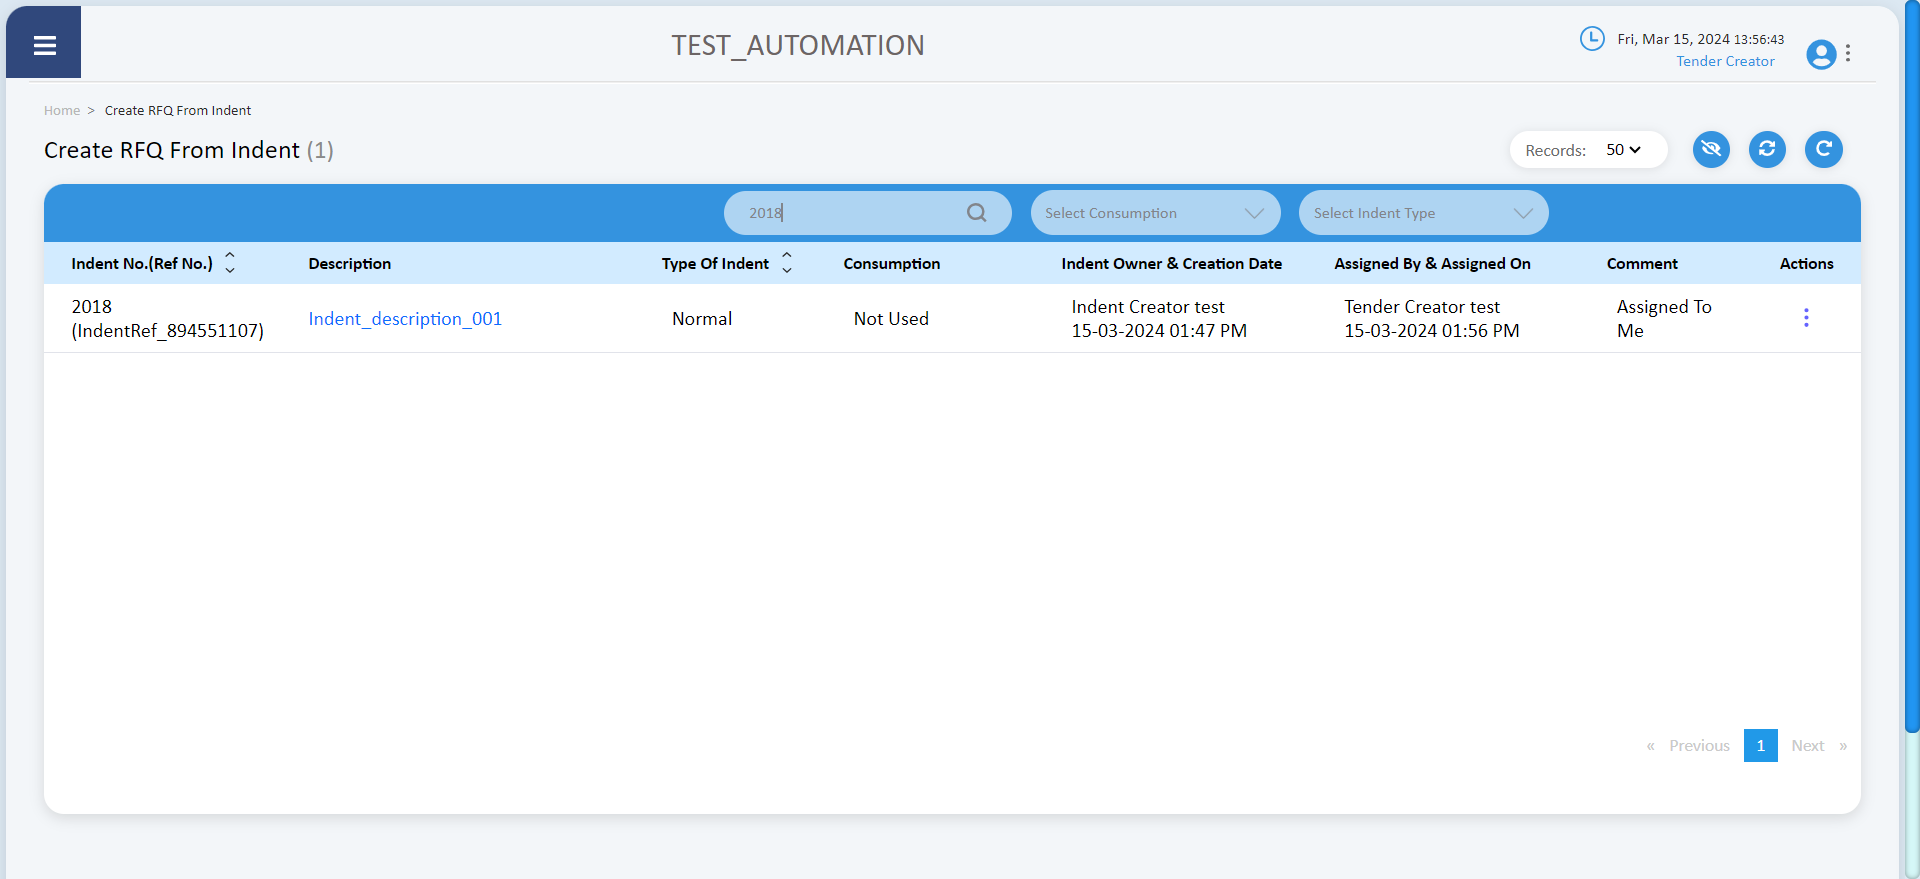 TEST_AUTOMATION
Fri, Mar 15, 2024 13:56:43
Tender Creator
Home > Create RFQ From Indent
Create RFQ From Indent (1)
Records: 50
2018
Select Consumption
Select Indent Type
Indent No.(Ref No.) Description Type Of Indent Consumption Indent Owner & Creation Date Assigned By & Assigned On Comment Actions
2018
(IndentRef_894551107)
Indent_description_001
Normal
Not Used
Indent Creator test
15-03-2024 01:47 PM
Tender Creator test
15-03-2024 01:56 PM
Assigned To
Me
« Previous 1 Next »